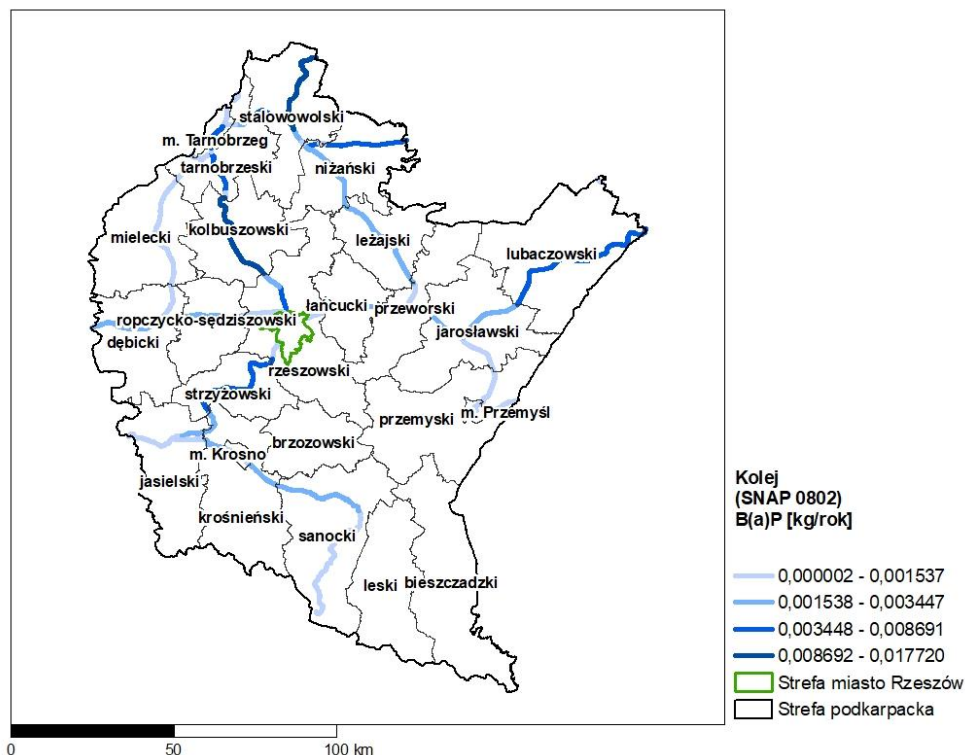 stalowowolski
m. Tarnobrzeg
tarnobrzeski
niżański
mielecki
kolbuszowski
leżajski
lubaczowski
łańcucki
przeworski
ropczycko-sędziszowski
jarosławski
dębicki
rzeszowski
strzyżowski
przemyski
m. Przemyśl
brzozowski
m. Krosno
jasielski
krośnieński
sanocki
leski
bieszczadzki
Kolej
(SNAP 0802)
B(a)P [kg/rok]
0,000002 - 0,001537
0,001538 - 0,003447
0,003448 - 0,008691
0,008692 - 0,017720
Strefa miasto Rzeszów
Strefa podkarpacka
0 50 100 km